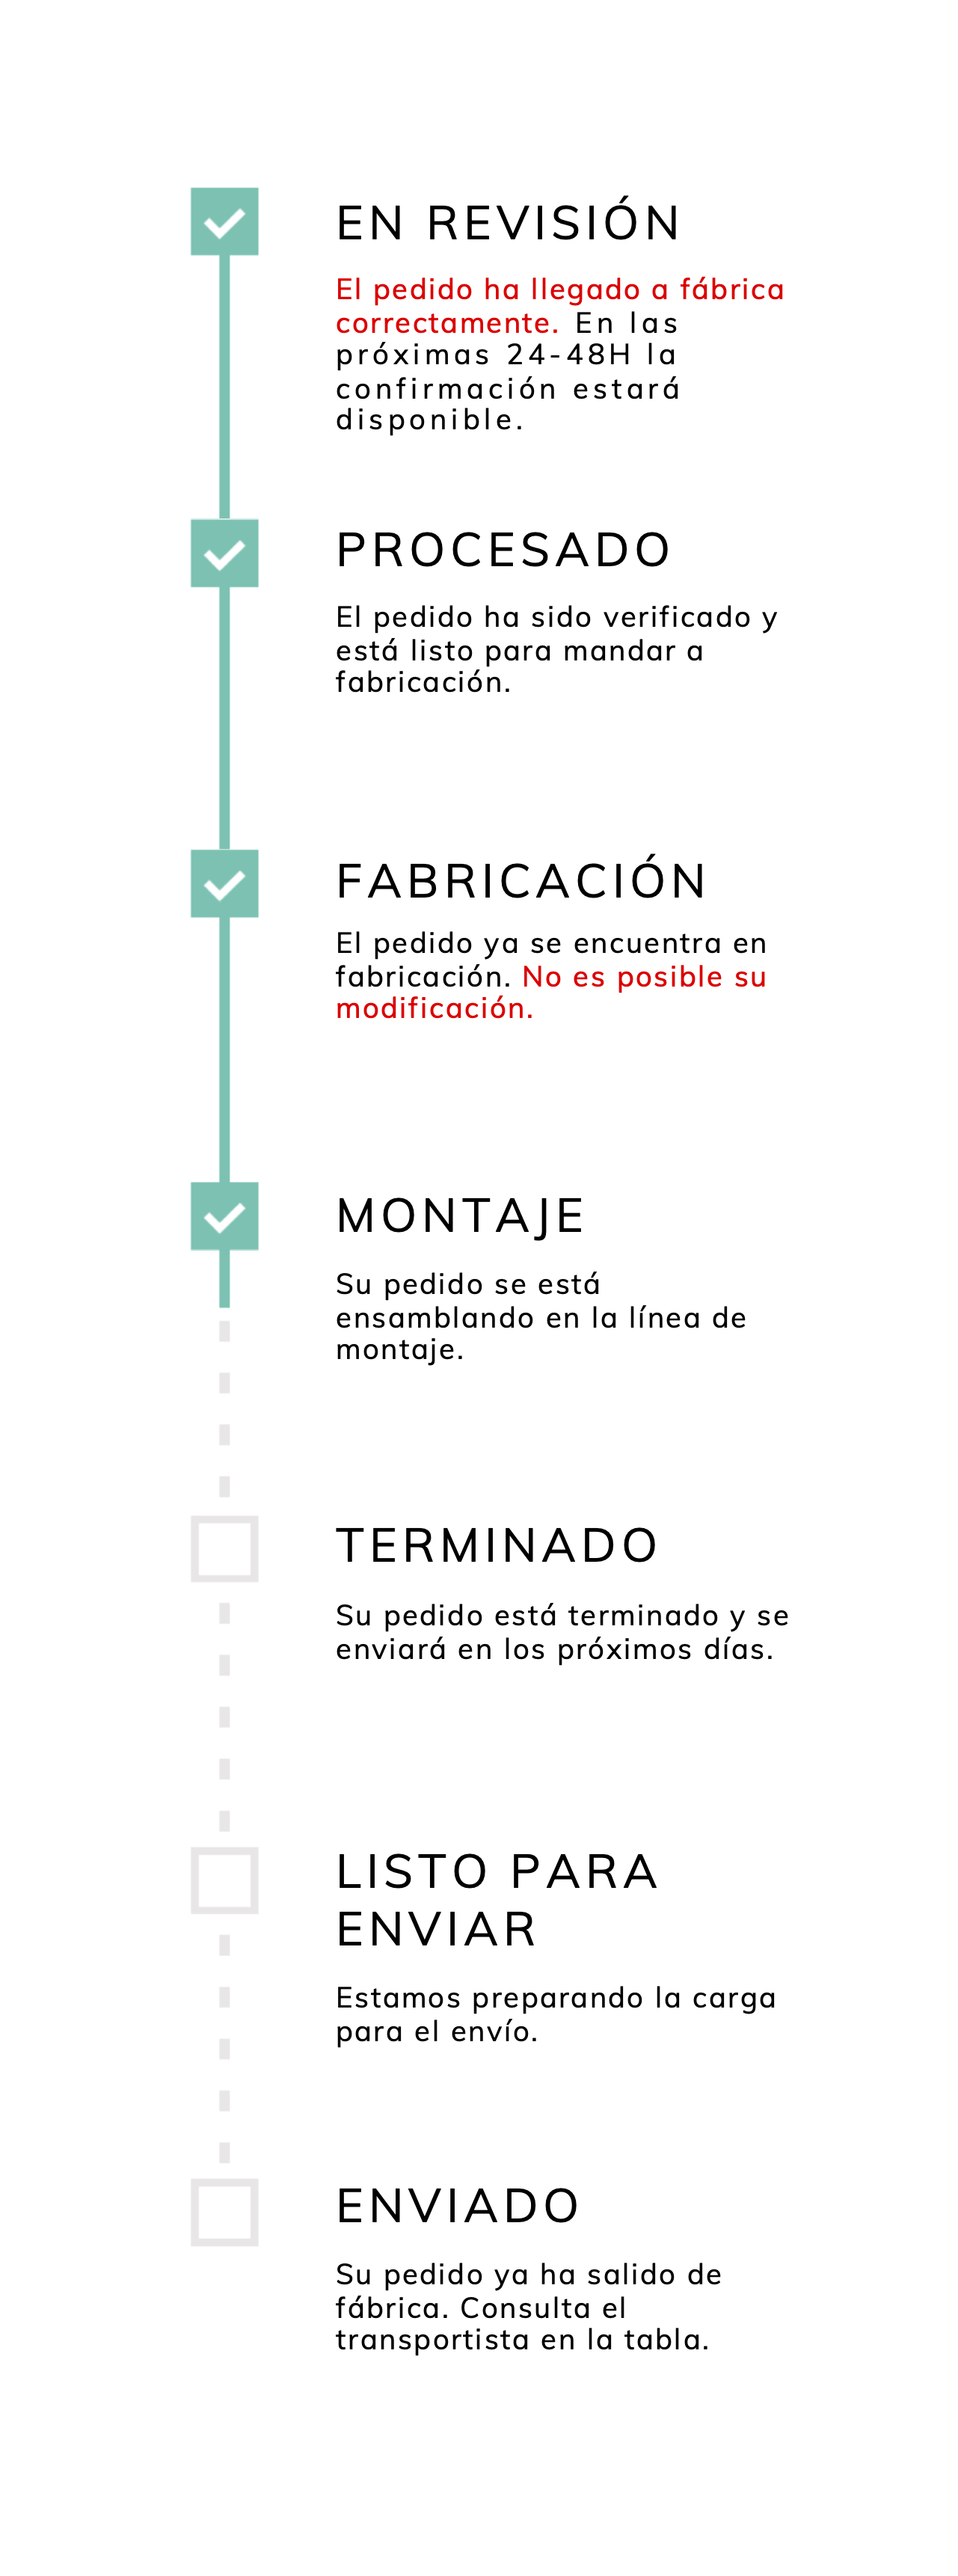 EN REVISIÓN
El pedido ha llegado a fábrica
correctamente. En las
próximas 24-48H la
confirmación estará
disponible.
PROCESADO
El pedido ha sido verificado y
está listo para mandar a
fabricación.
FABRICACIÓN
El pedido ya se encuentra en
fabricación. No es posible su
modificación.
MONTAJE
Su pedido se está
ensamblando en la línea de
montaje.
TERMINADO
Su pedido está terminado y se
enviará en los próximos días.
LISTO PARA
ENVIAR
Estamos preparando la carga
para el envío.
ENVIADO
Su pedido ya ha salido de
fábrica. Consulta el
transportista en la tabla.